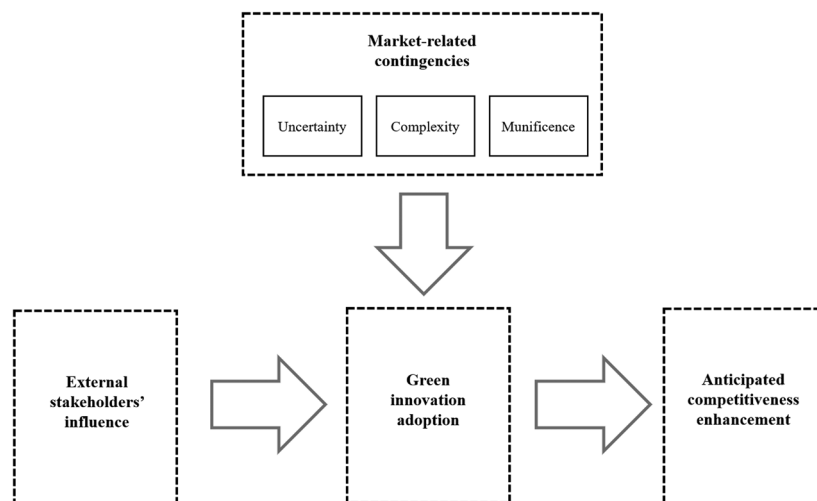 Market-related
contingencies
Uncertainty
Complexity
Munificence
External
stakeholders’
influence
Green
innovation
adoption
Anticipated
competitiveness
enhancement